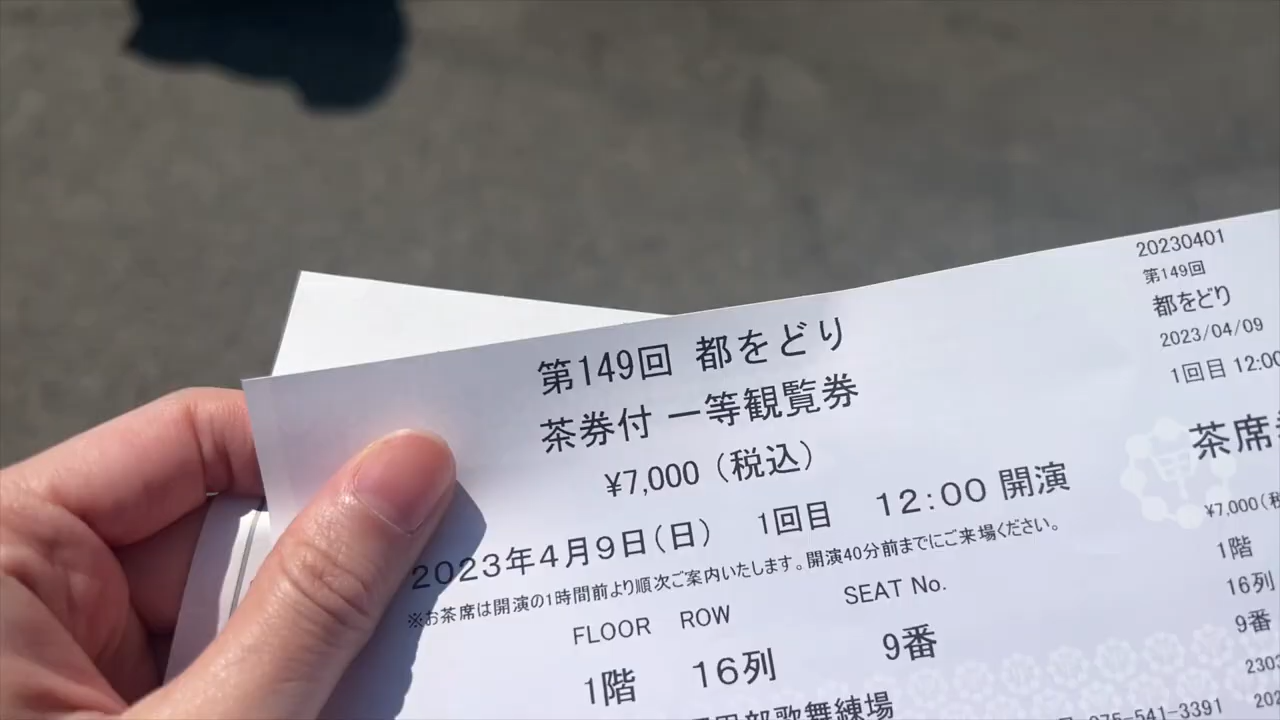 第149回 都をどり
茶券付 一等観覧券
¥7,000（税込）
2023年4月9日（日） 1回目 12:00 開演
※お茶席は開演の1時間前より順次ご案内いたします。開演40分前までにご来場ください。
FLOOR ROW SEAT No.
1階 16列 9番
歌舞練場 075-541-3391
20230401
第149回
都をどり
2023/04/09
1回目 12:00
茶席
¥7,000（税
1階
16列
9番
2303